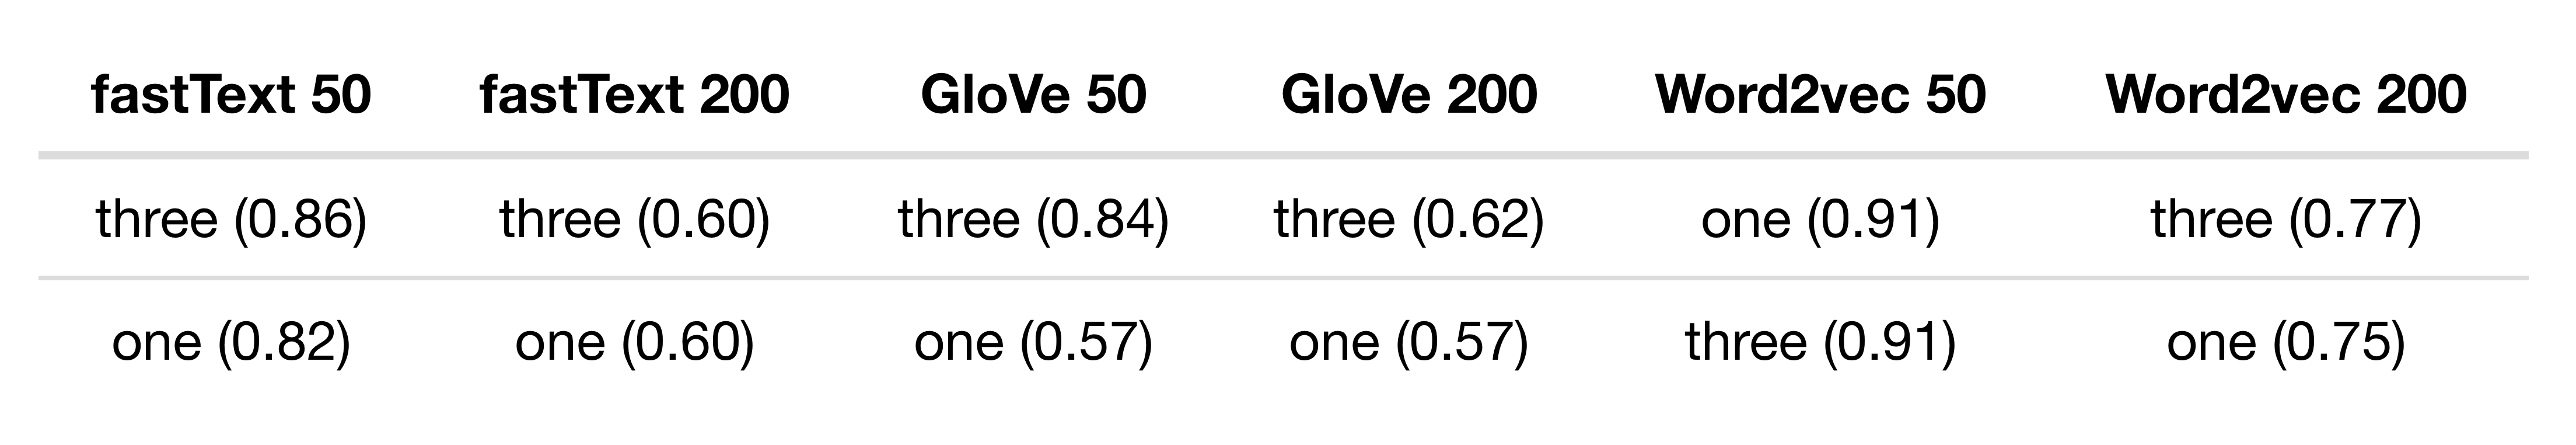 fastText 50 fastText 200 GloVe 50 GloVe 200 Word2vec 50 Word2vec 200
three (0.86) three (0.60) three (0.84) three (0.62) one (0.91) three (0.77)
one (0.82) one (0.60) one (0.57) one (0.57) three (0.91) one (0.75)